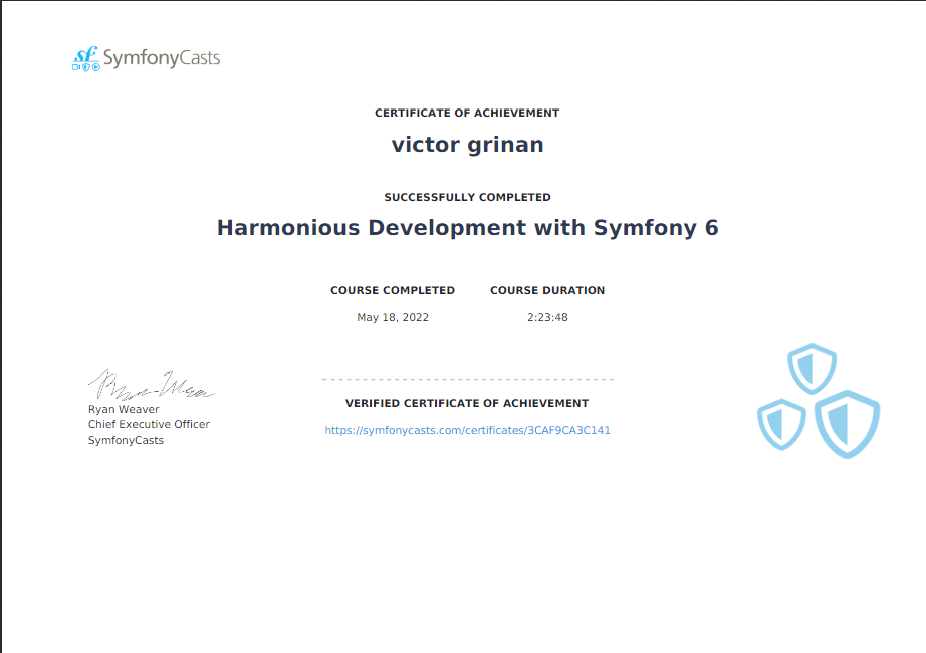 sf SymfonyCasts
CERTIFICATE OF ACHIEVEMENT
victor grinan
SUCCESSFULLY COMPLETED
Harmonious Development with Symfony 6
COURSE COMPLETED COURSE DURATION
May 18, 2022 2:23:48
Ryan Weaver
Chief Executive Officer
SymfonyCasts
VERIFIED CERTIFICATE OF ACHIEVEMENT
https://symfonycasts.com/certificates/3CAF9CA3C141